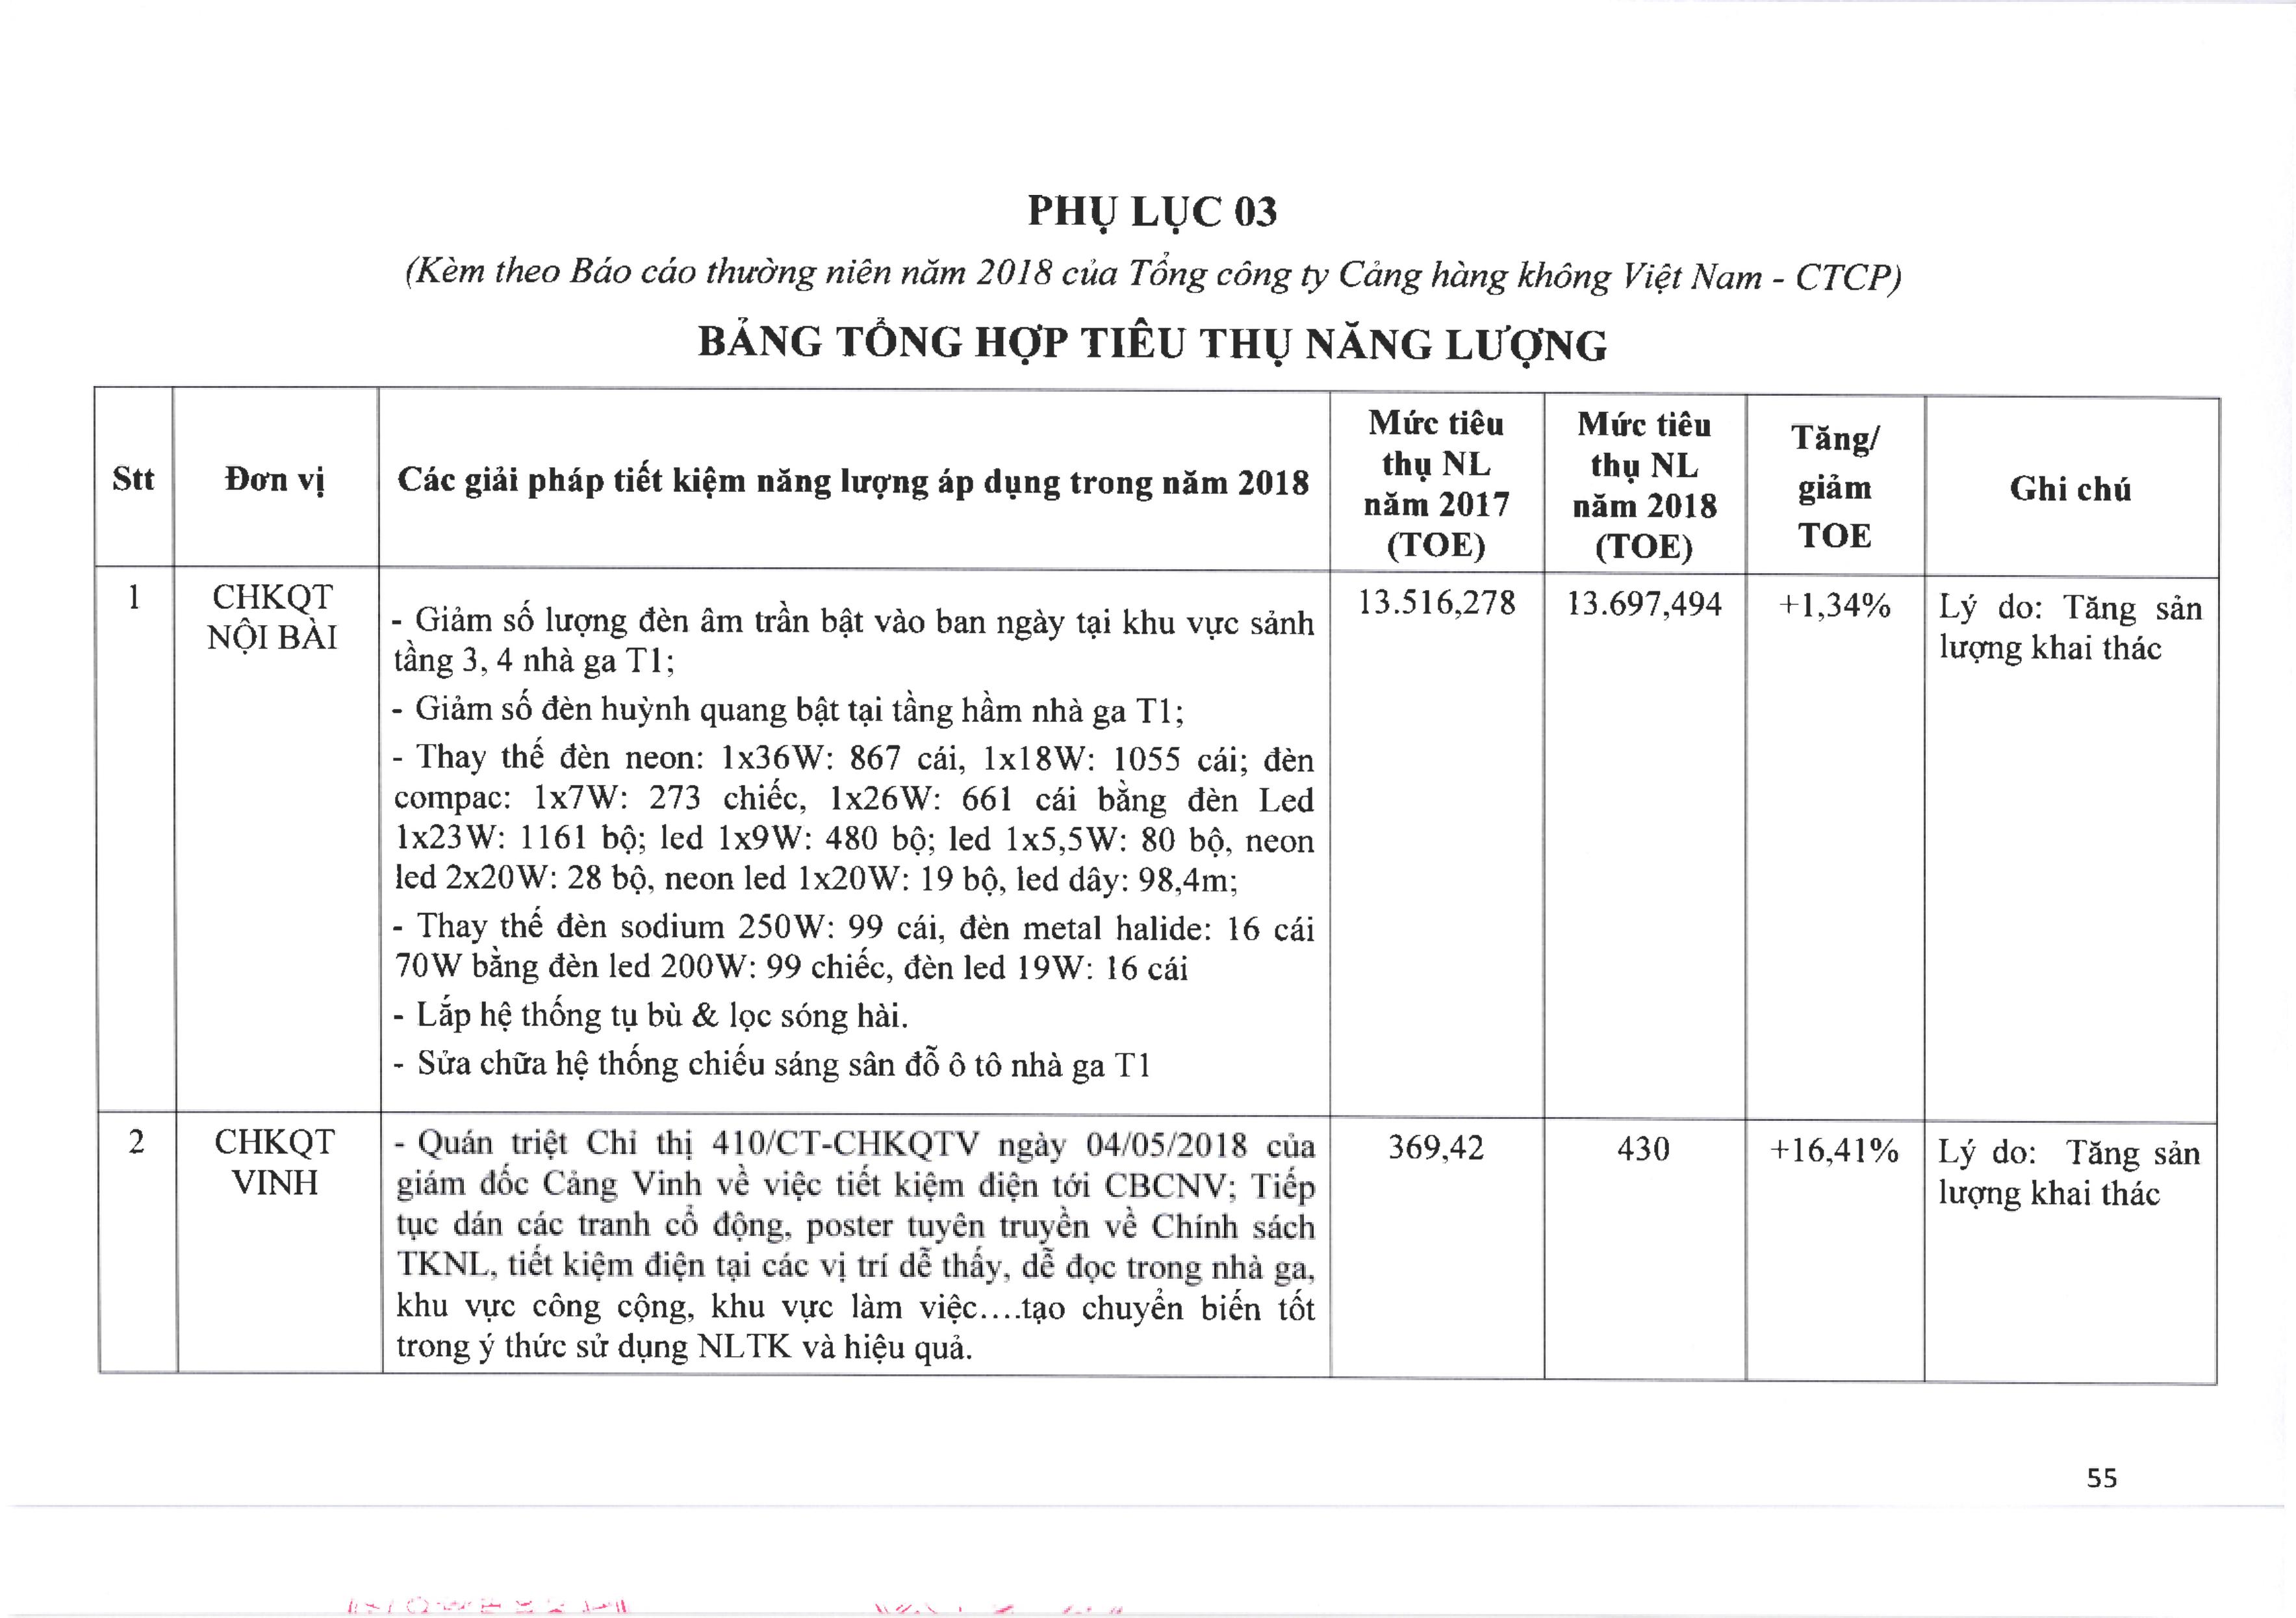 PHỤ LỤC 03
(Kèm theo Báo cáo thường niên năm 2018 của Tổng công ty Cảng hàng không Việt Nam - CTCP)
BẢNG TỔNG HỢP TIÊU THỤ NĂNG LƯỢNG
Stt
Đơn vị
Các giải pháp tiết kiệm năng lượng áp dụng trong năm 2018
Mức tiêu
thụ NL
năm 2017
(TOE)
Mức tiêu
thụ NL
năm 2018
(TOE)
Tăng/
giảm
TOE
Ghi chú
1
CHKQT
NỘI BÀI
- Giảm số lượng đèn âm trần bật vào ban ngày tại khu vực sảnh
tầng 3, 4 nhà ga T1;
- Giảm số đèn huỳnh quang bật tại tầng hầm nhà ga T1;
- Thay thế đèn neon: 1x36W: 867 cái, 1x18W: 1055 cái; đèn
compac: 1x7W: 273 chiếc, 1x26W: 661 cái bằng đèn Led
1x23W: 1161 bộ; led 1x9W: 480 bộ; led 1x5,5W: 80 bộ, neon
led 2x20W: 28 bộ, neon led 1x20W: 19 bộ, led dây: 98,4m;
- Thay thế đèn sodium 250W: 99 cái, đèn metal halide: 16 cái
70W bằng đèn led 200W: 99 chiếc, đèn led 19W: 16 cái
- Lắp hệ thống tụ bù & lọc sóng hài.
- Sửa chữa hệ thống chiếu sáng sân đỗ ô tô nhà ga T1
13.516,278
13.697,494
+1,34%
Lý do: Tăng sản
lượng khai thác
2
CHKQT
VINH
- Quán triệt Chỉ thị 410/CT-CHKQTV ngày 04/05/2018 của
giám đốc Cảng Vinh về việc tiết kiệm điện tới CBCNV; Tiếp
tục dán các tranh cổ động, poster tuyên truyền về Chính sách
TKNL, tiết kiệm điện tại các vị trí dễ thấy, dễ đọc trong nhà ga,
khu vực công cộng, khu vực làm việc....tạo chuyển biến tốt
trong ý thức sử dụng NLTK và hiệu quả.
369,42
430
+16,41%
Lý do: Tăng sản
lượng khai thác
55